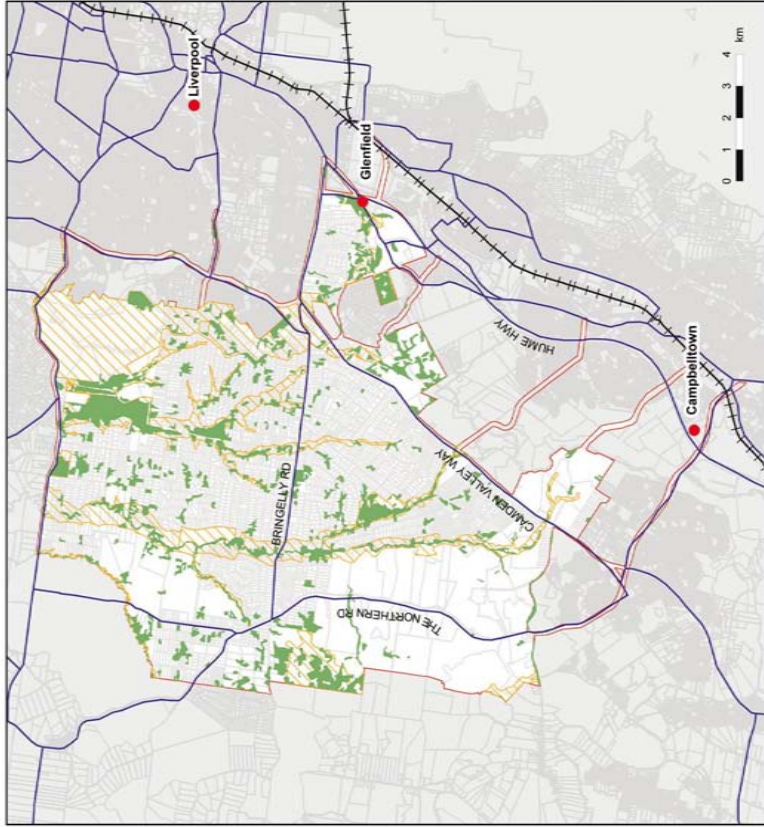 Liverpool
Glenfield
BRINGELLY RD
HUME HWY
CAMDEN VALLEY WAY
THE NORTHERN RD
Campbelltown
0 1 2 3 4
km